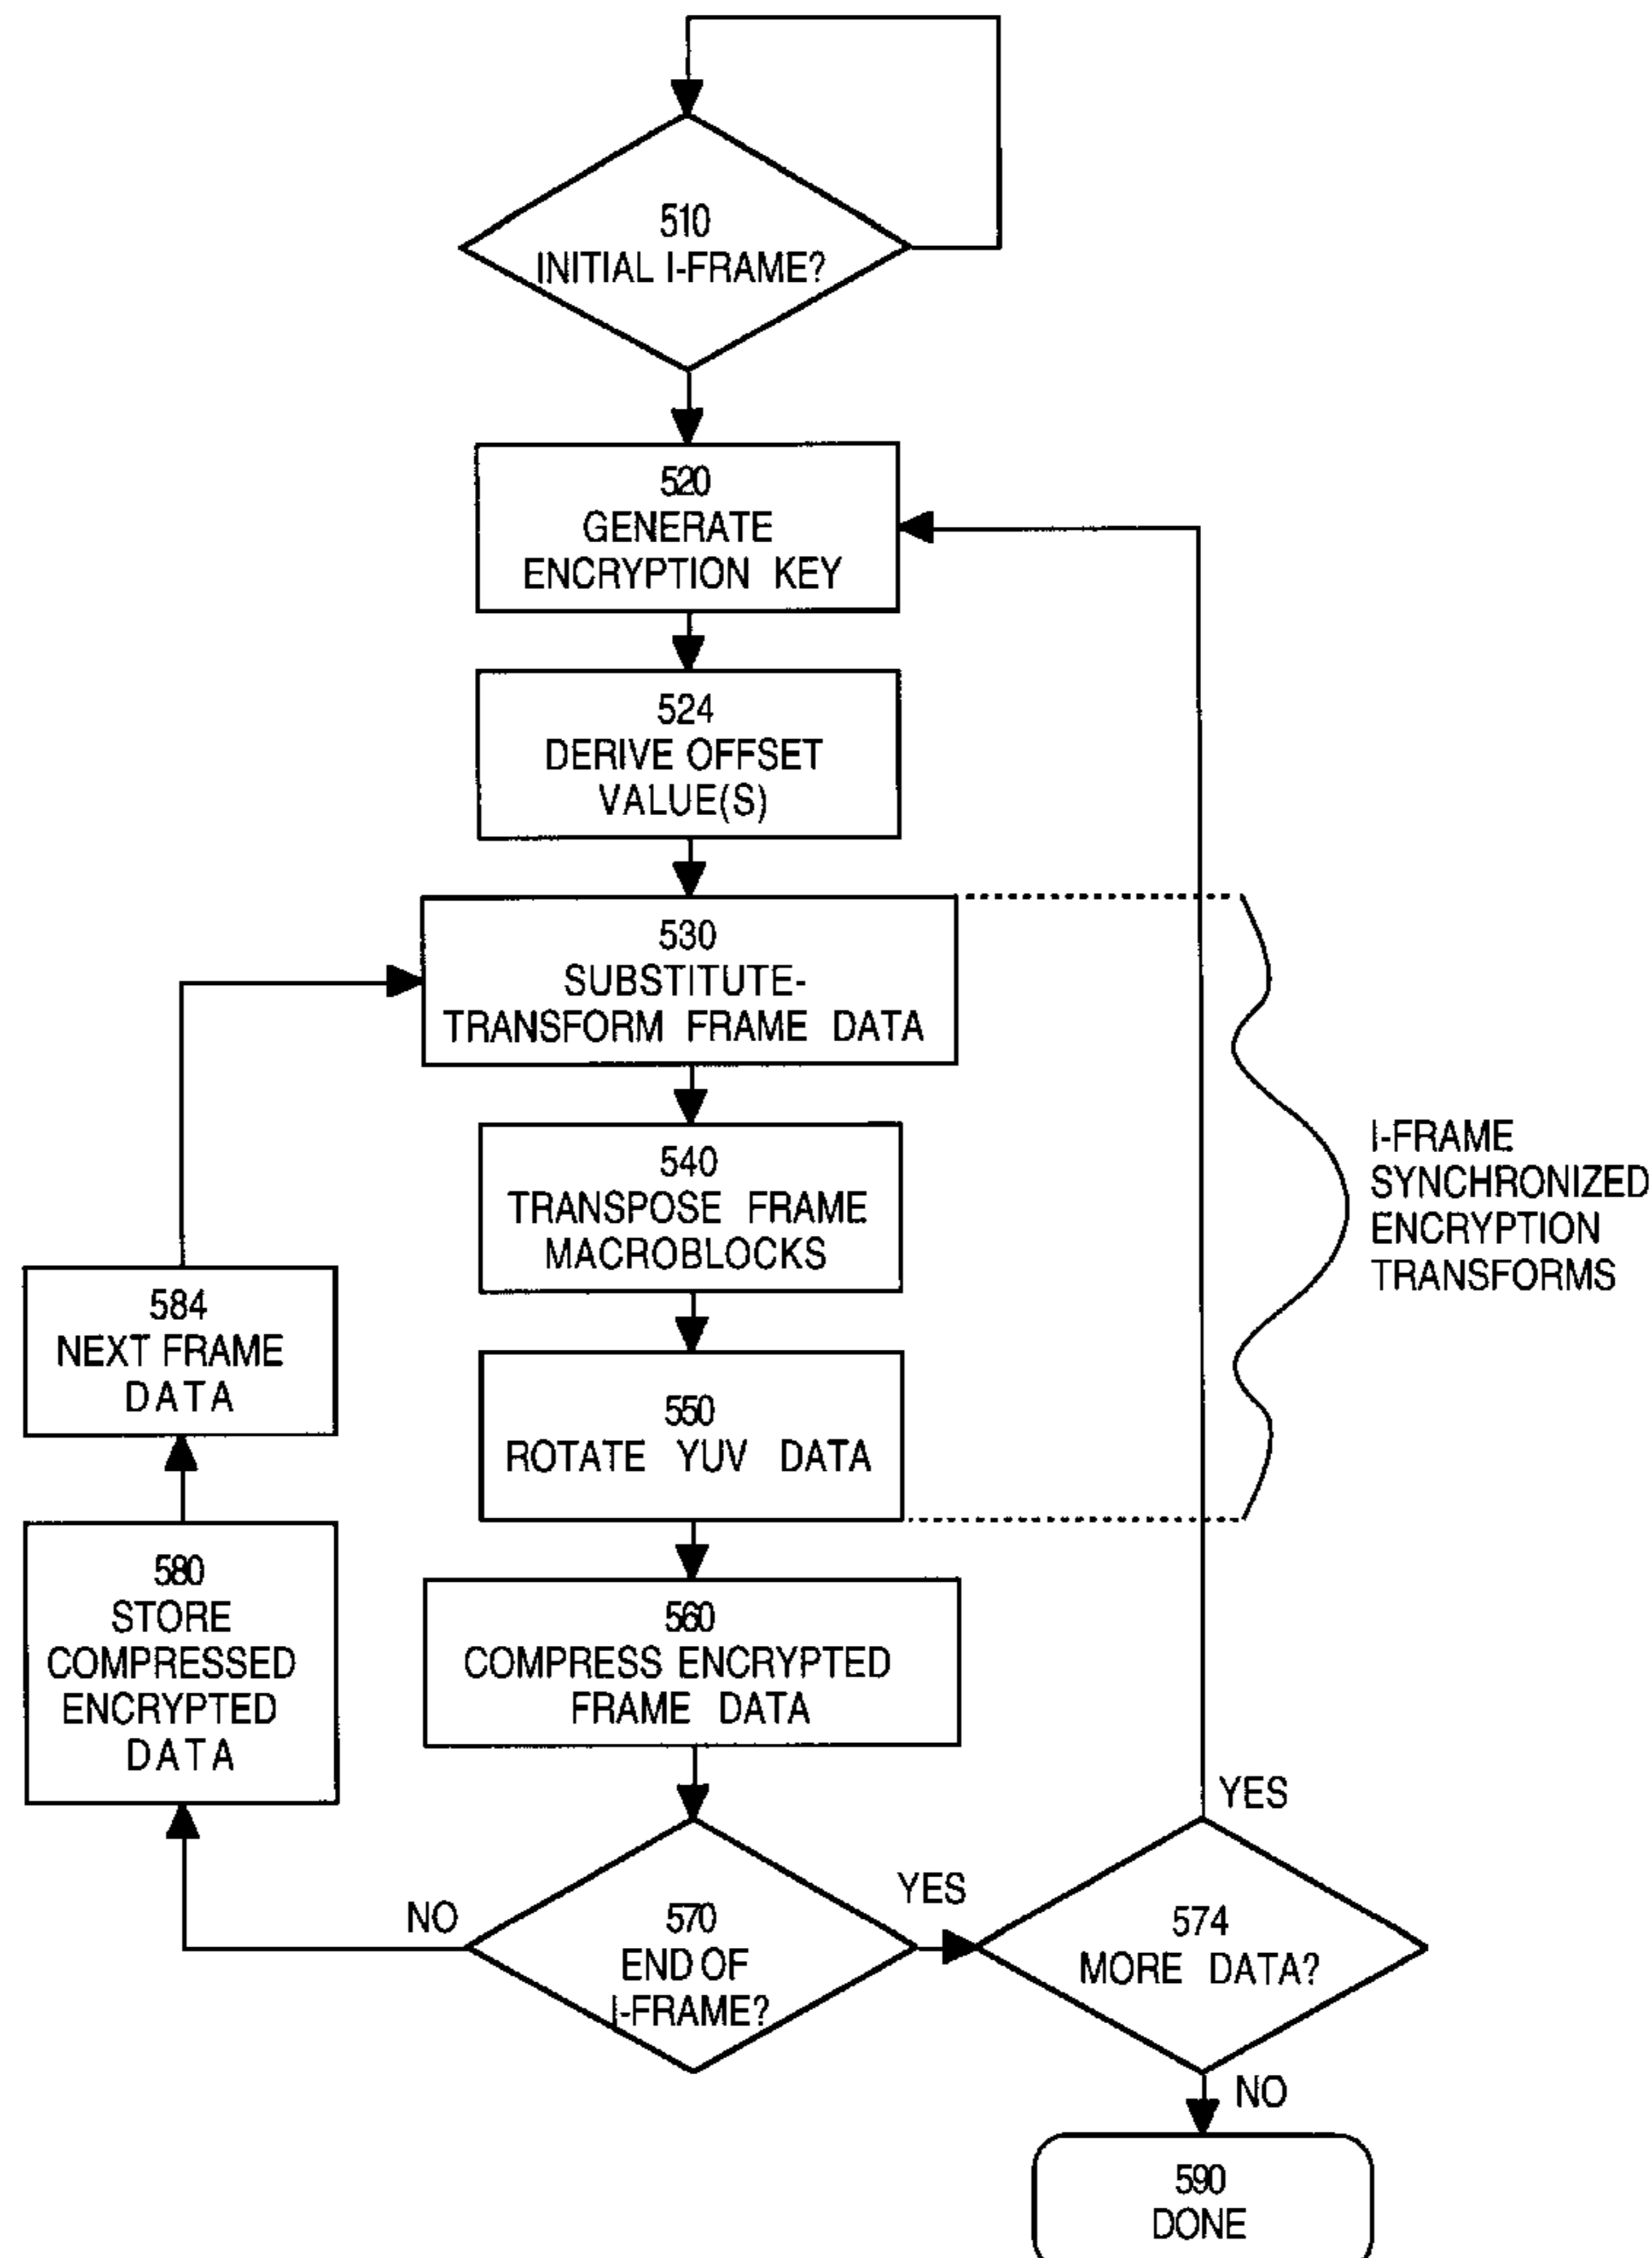 510
INITIAL I-FRAME?
520
GENERATE
ENCRYPTION KEY
524
DERIVE OFFSET
VALUE(S)
530
SUBSTITUTE-
TRANSFORM FRAME DATA
540
TRANSPOSE FRAME
MACROBLOCKS
I-FRAME
SYNCHRONIZED
ENCRYPTION
TRANSFORMS
584
NEXT FRAME
DATA
550
ROTATE YUV DATA
580
STORE
COMPRESSED
ENCRYPTED
DATA
560
COMPRESS ENCRYPTED
FRAME DATA
YES
NO
570
END OF
I-FRAME?
YES
574
MORE DATA?
NO
590
DONE